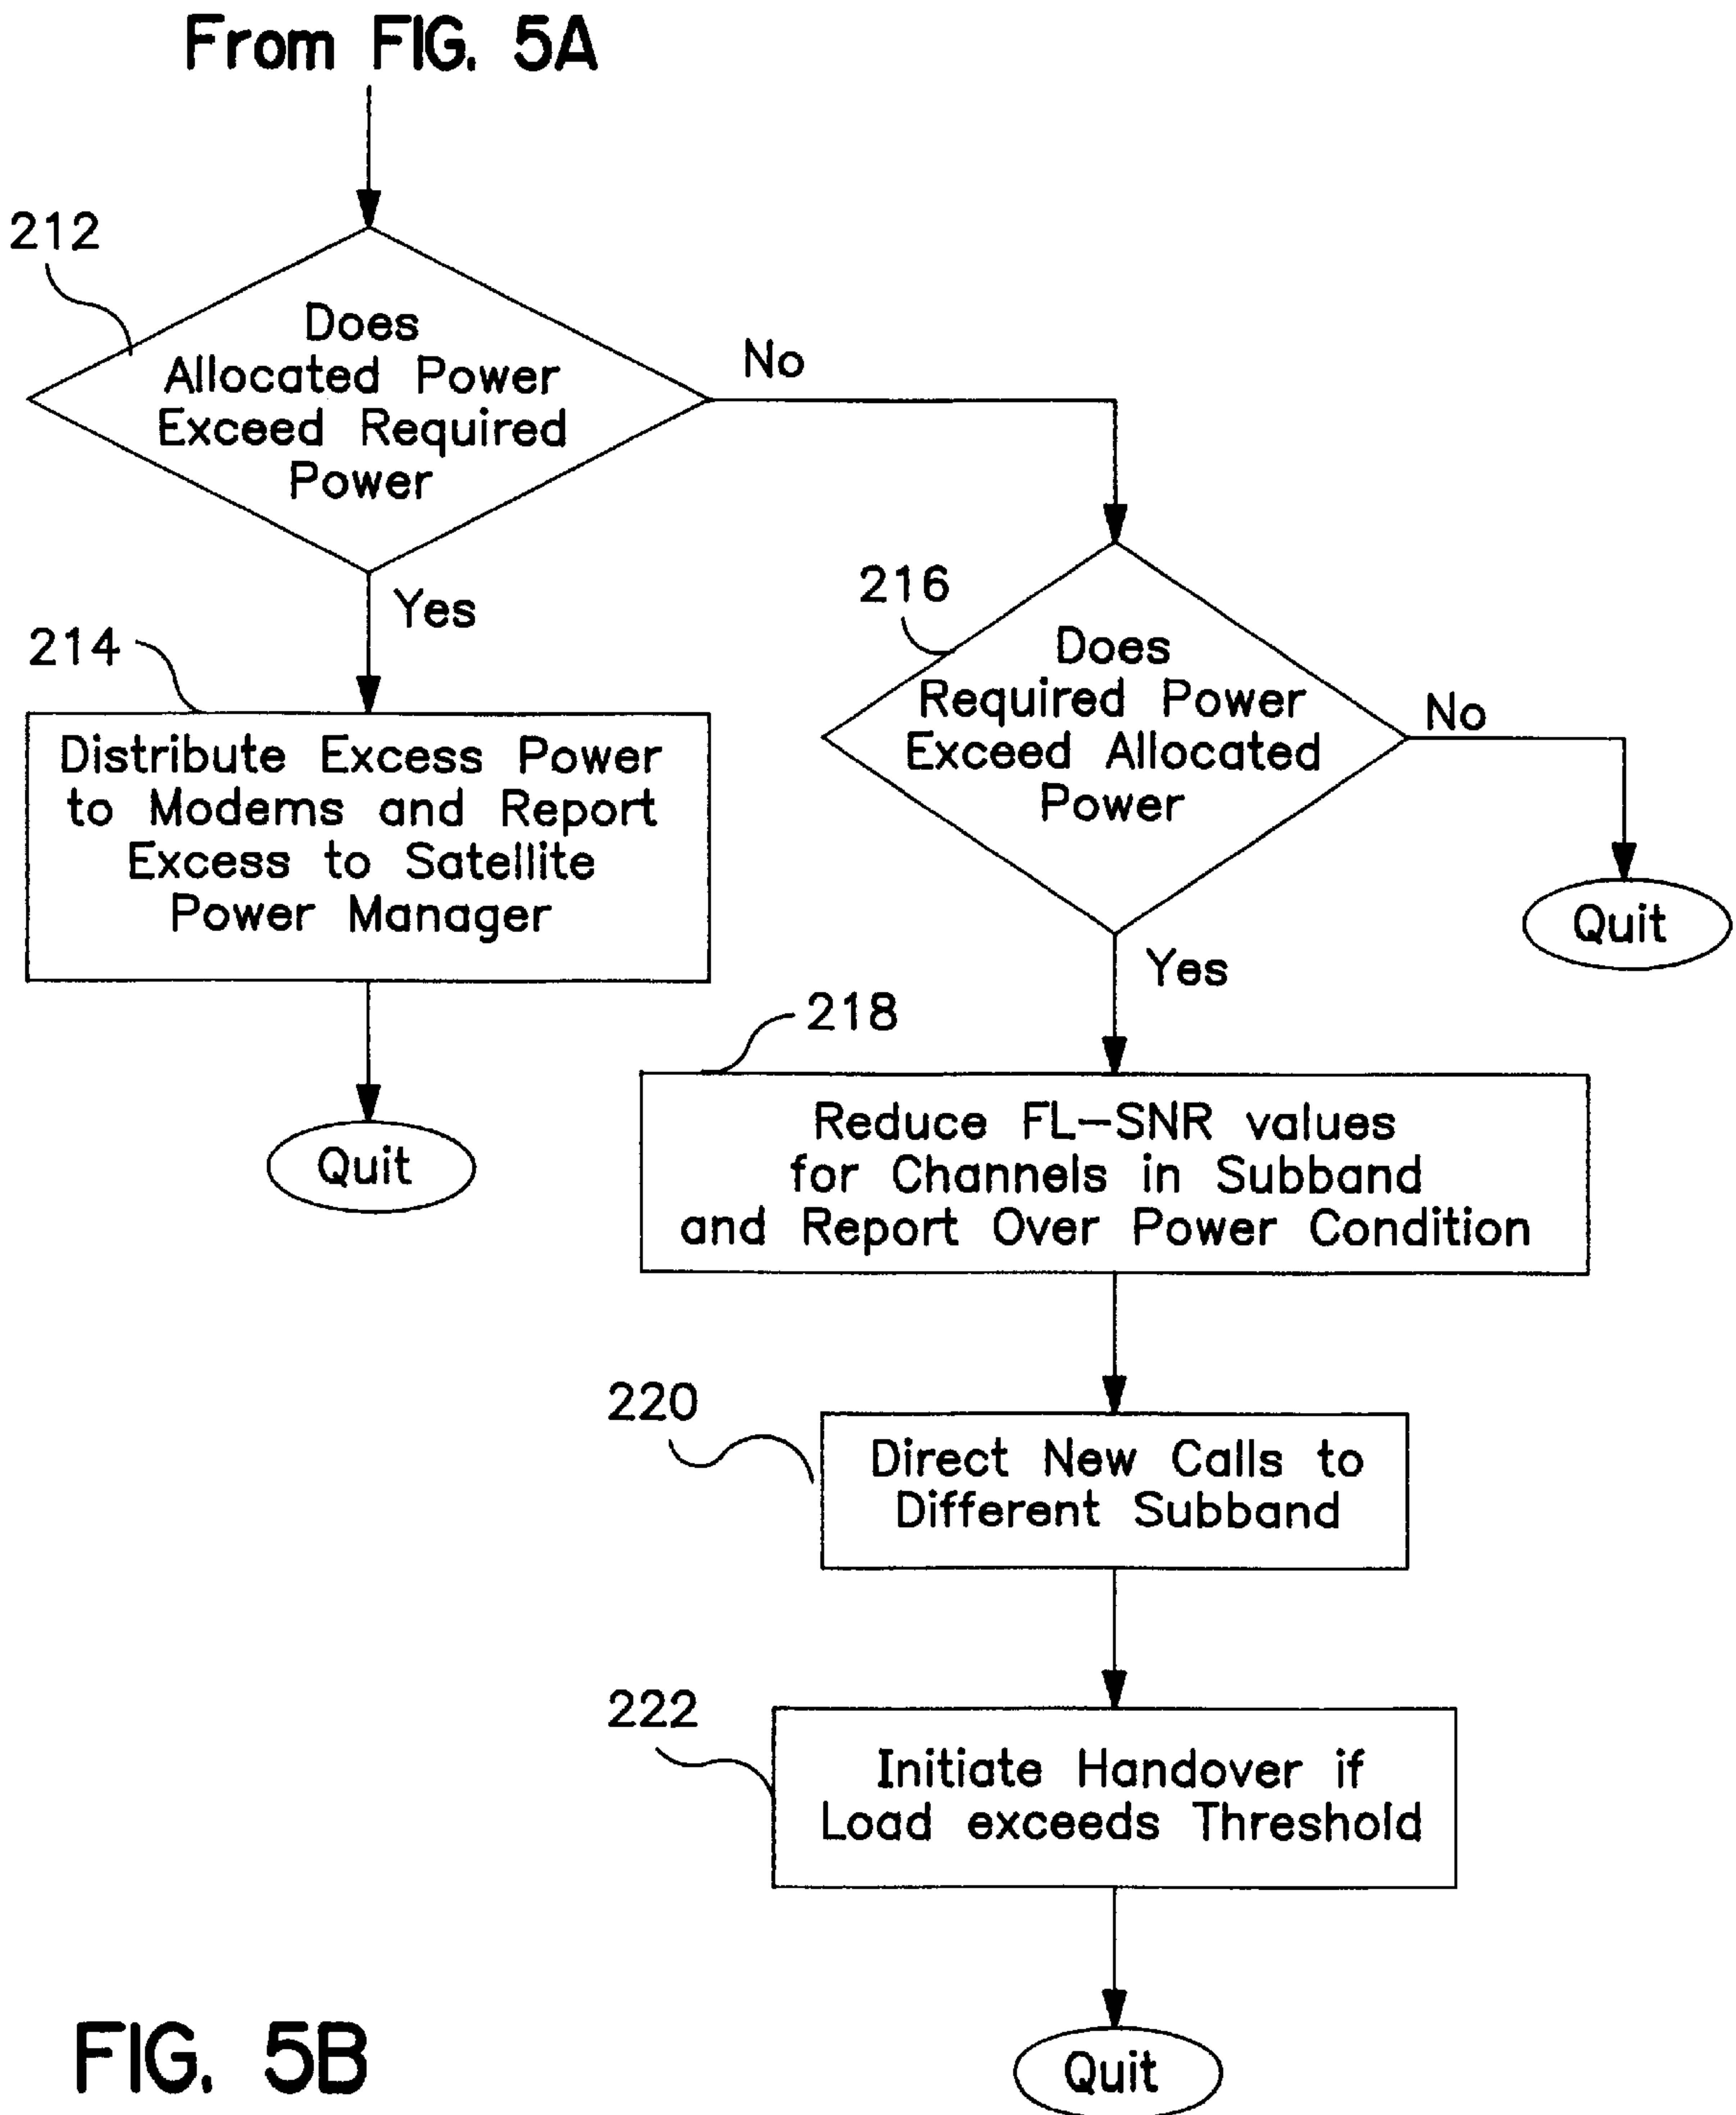 From FIG. 5A
212
Does
Allocated Power
Exceed Required
Power
No
Yes
214
Distribute Excess Power
to Modems and Report
Excess to Satellite
Power Manager
Quit
216
Does
Required Power
Exceed Allocated
Power
No
Quit
Yes
218
Reduce FL-SNR values
for Channels in Subband
and Report Over Power Condition
220
Direct New Calls to
Different Subband
222
Initiate Handover if
Load exceeds Threshold
Quit
FIG. 5B